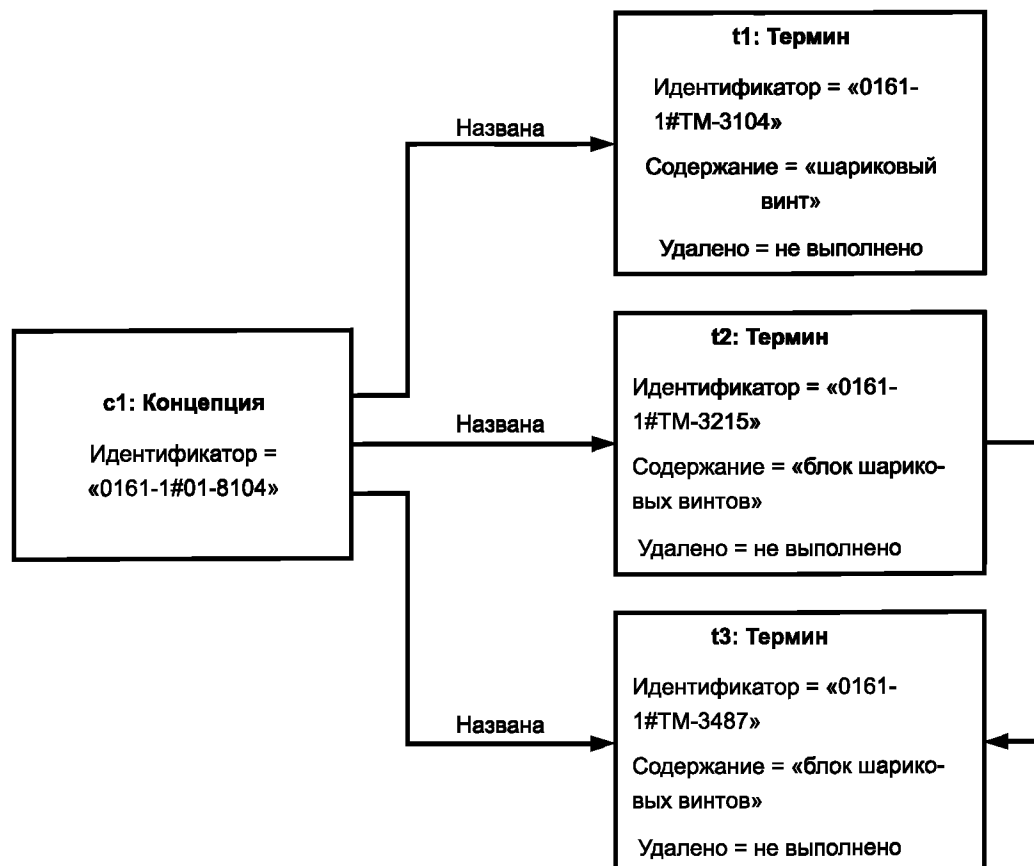 t1: Термин
Идентификатор = «0161-
1#TM-3104»
Содержание = «шариковый
винт»
Удалено = не выполнено
Названа
t2: Термин
Идентификатор = «0161-
1#TM-3215»
Содержание = «блок шарико-
вых винтов»
Удалено = не выполнено
Названа
c1: Концепция
Идентификатор =
«0161-1#01-8104»
t3: Термин
Идентификатор = «0161-
1#TM-3487»
Содержание = «блок шарико-
вых винтов»
Удалено = не выполнено
Названа